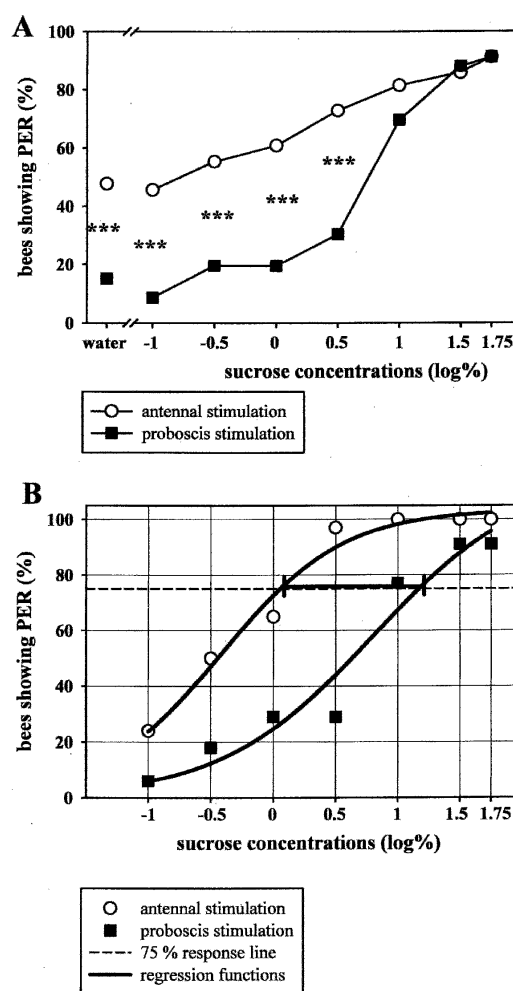 A
100
80
60
40
20
0
bees showing PER (%)
***
***
***
***
***
water
-1
-0.5
0
0.5
1
1.5
1.75
sucrose concentrations (log%)
antennal stimulation
proboscis stimulation
B
100
80
60
40
20
0
bees showing PER (%)
-1
-0.5
0
0.5
1
1.5
1.75
sucrose concentrations (log%)
antennal stimulation
proboscis stimulation
75 % response line
regression functions